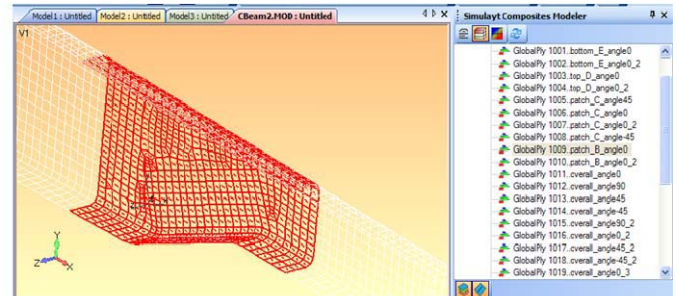 Model1 : Untitled Model2 : Untitled Model3 : Untitled CBeam2.MOD : Untitled
V1
Y
Z
X
Simulayt Composites Modeler
GlobalPly 1001..bottom_E_angle0
GlobalPly 1002..bottom_E_angle0_2
GlobalPly 1003..top_D_ange0
GlobalPly 1004..top_D_ange0_2
GlobalPly 1005..patch_C_angle45
GlobalPly 1006..patch_C_angle0
GlobalPly 1007..patch_C_angle0_2
GlobalPly 1008..patch_C_angle-45
GlobalPly 1009..patch_B_angle0
GlobalPly 1010..patch_B_angle0_2
GlobalPly 1011..overall_angle0
GlobalPly 1012..overall_angle90
GlobalPly 1013..overall_angle45
GlobalPly 1014..overall_angle-45
GlobalPly 1015..overall_angle90_2
GlobalPly 1016..overall_angle0_2
GlobalPly 1017..overall_angle45_2
GlobalPly 1018..overall_angle-45_2
GlobalPly 1019..overall_angle0_3